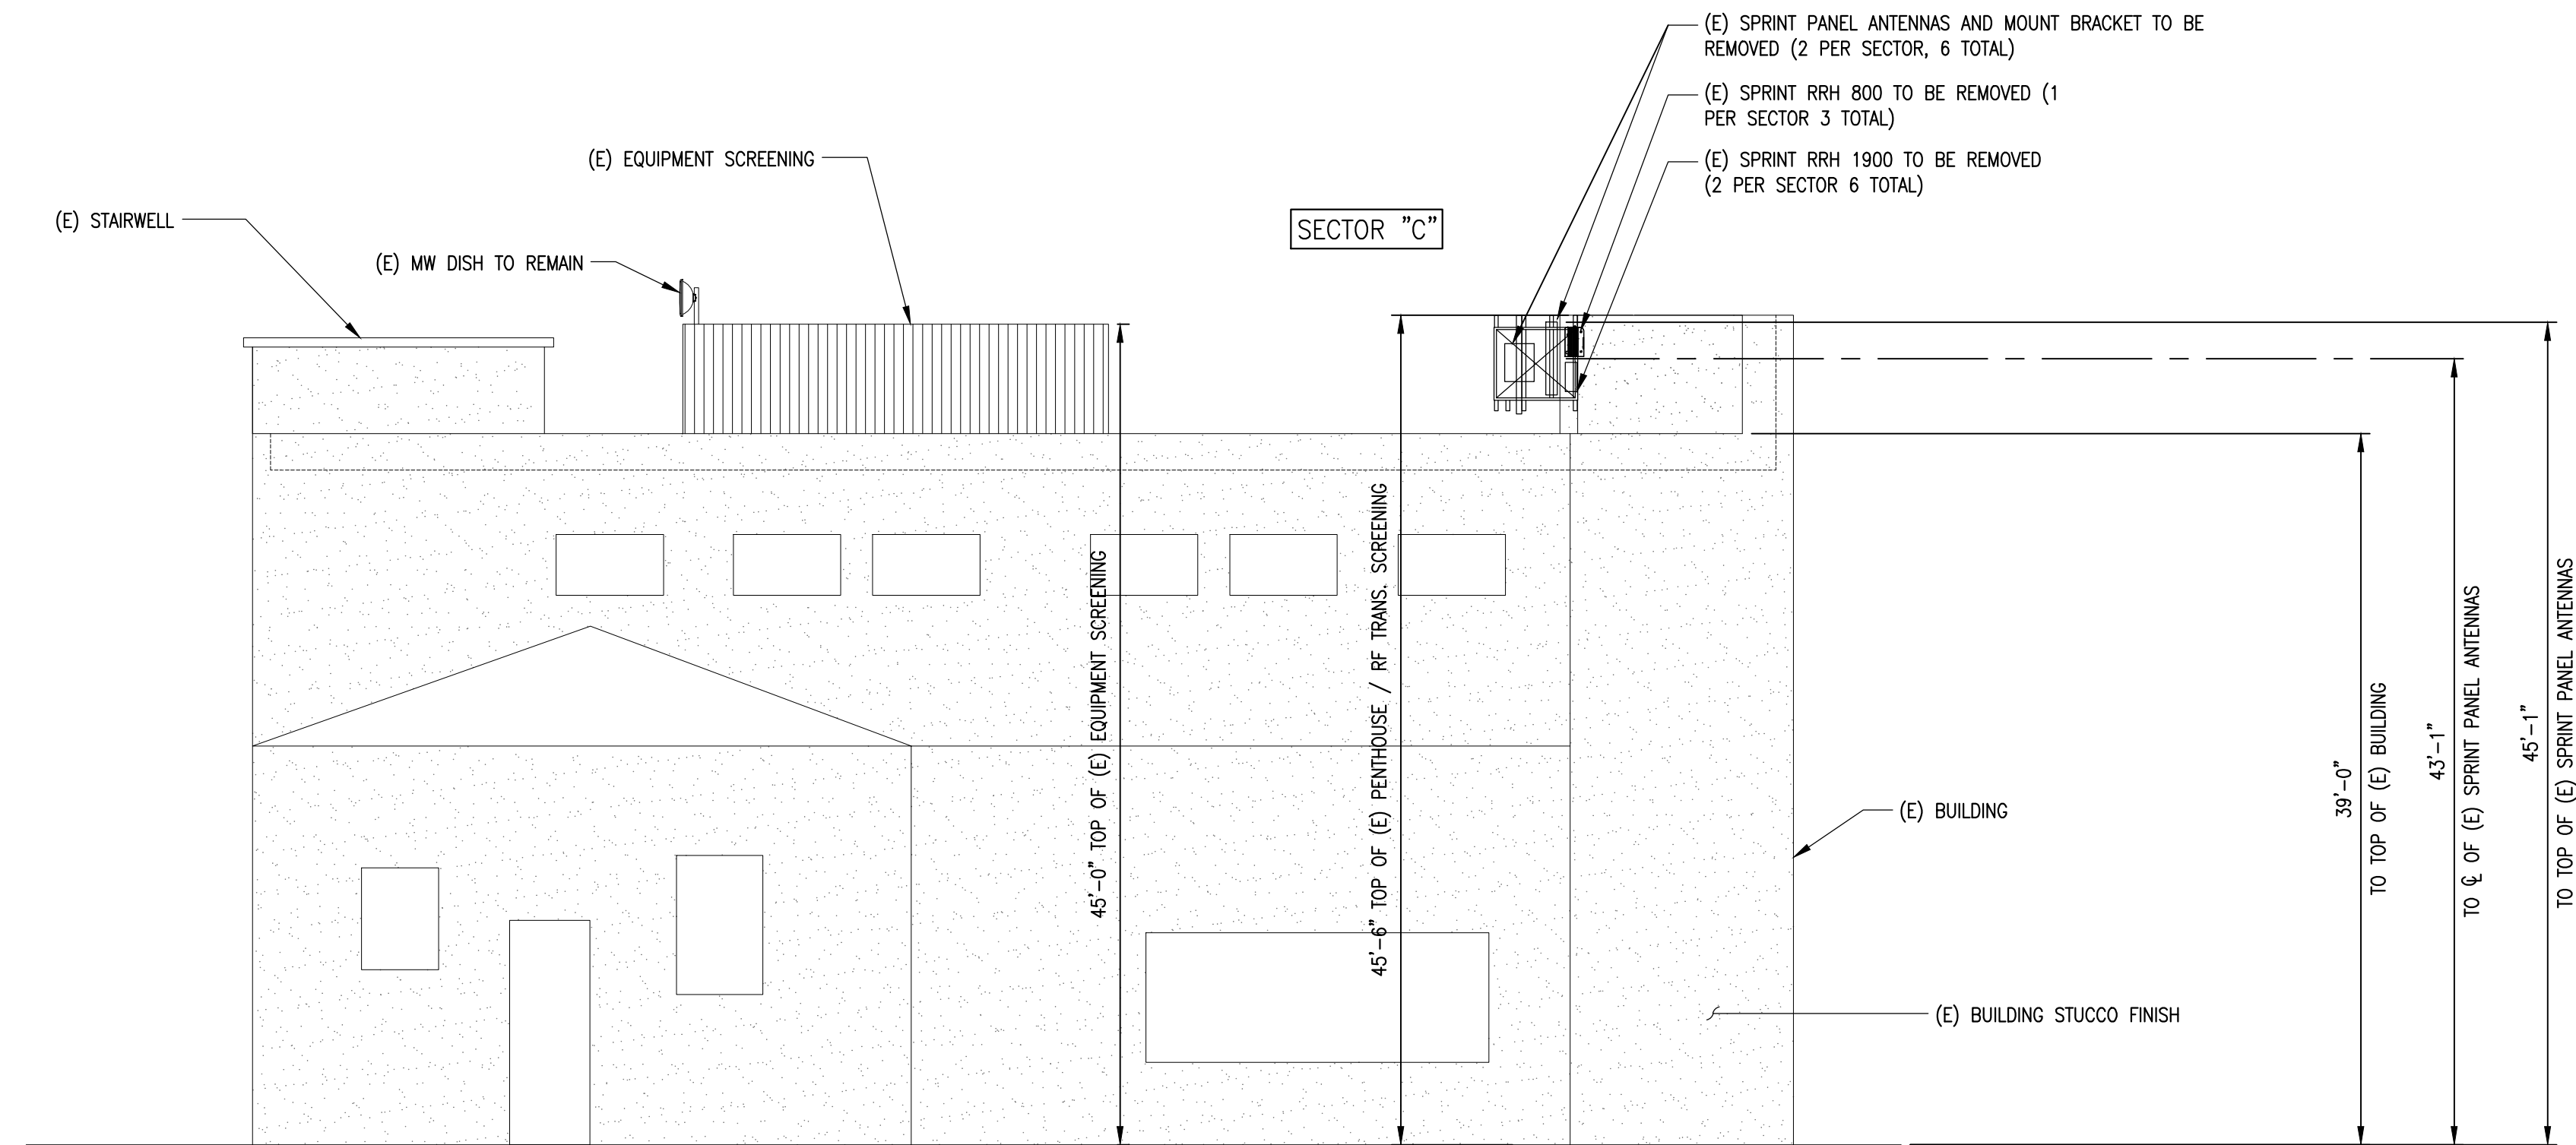 (E) SPRINT PANEL ANTENNAS AND MOUNT BRACKET TO BE
REMOVED (2 PER SECTOR, 6 TOTAL)
(E) SPRINT RRH 800 TO BE REMOVED (1
PER SECTOR 3 TOTAL)
(E) SPRINT RRH 1900 TO BE REMOVED
(2 PER SECTOR 6 TOTAL)
(E) EQUIPMENT SCREENING
(E) STAIRWELL
SECTOR "C"
(E) MW DISH TO REMAIN
45'-0" TOP OF (E) EQUIPMENT SCREENING
45'-6" TOP OF (E) PENTHOUSE / RF TRANS. SCREENING
39'-0"
TO TOP OF (E) BUILDING
43'-1"
TO ℄ OF (E) SPRINT PANEL ANTENNAS
45'-1"
TO TOP OF (E) SPRINT PANEL ANTENNAS
(E) BUILDING
(E) BUILDING STUCCO FINISH